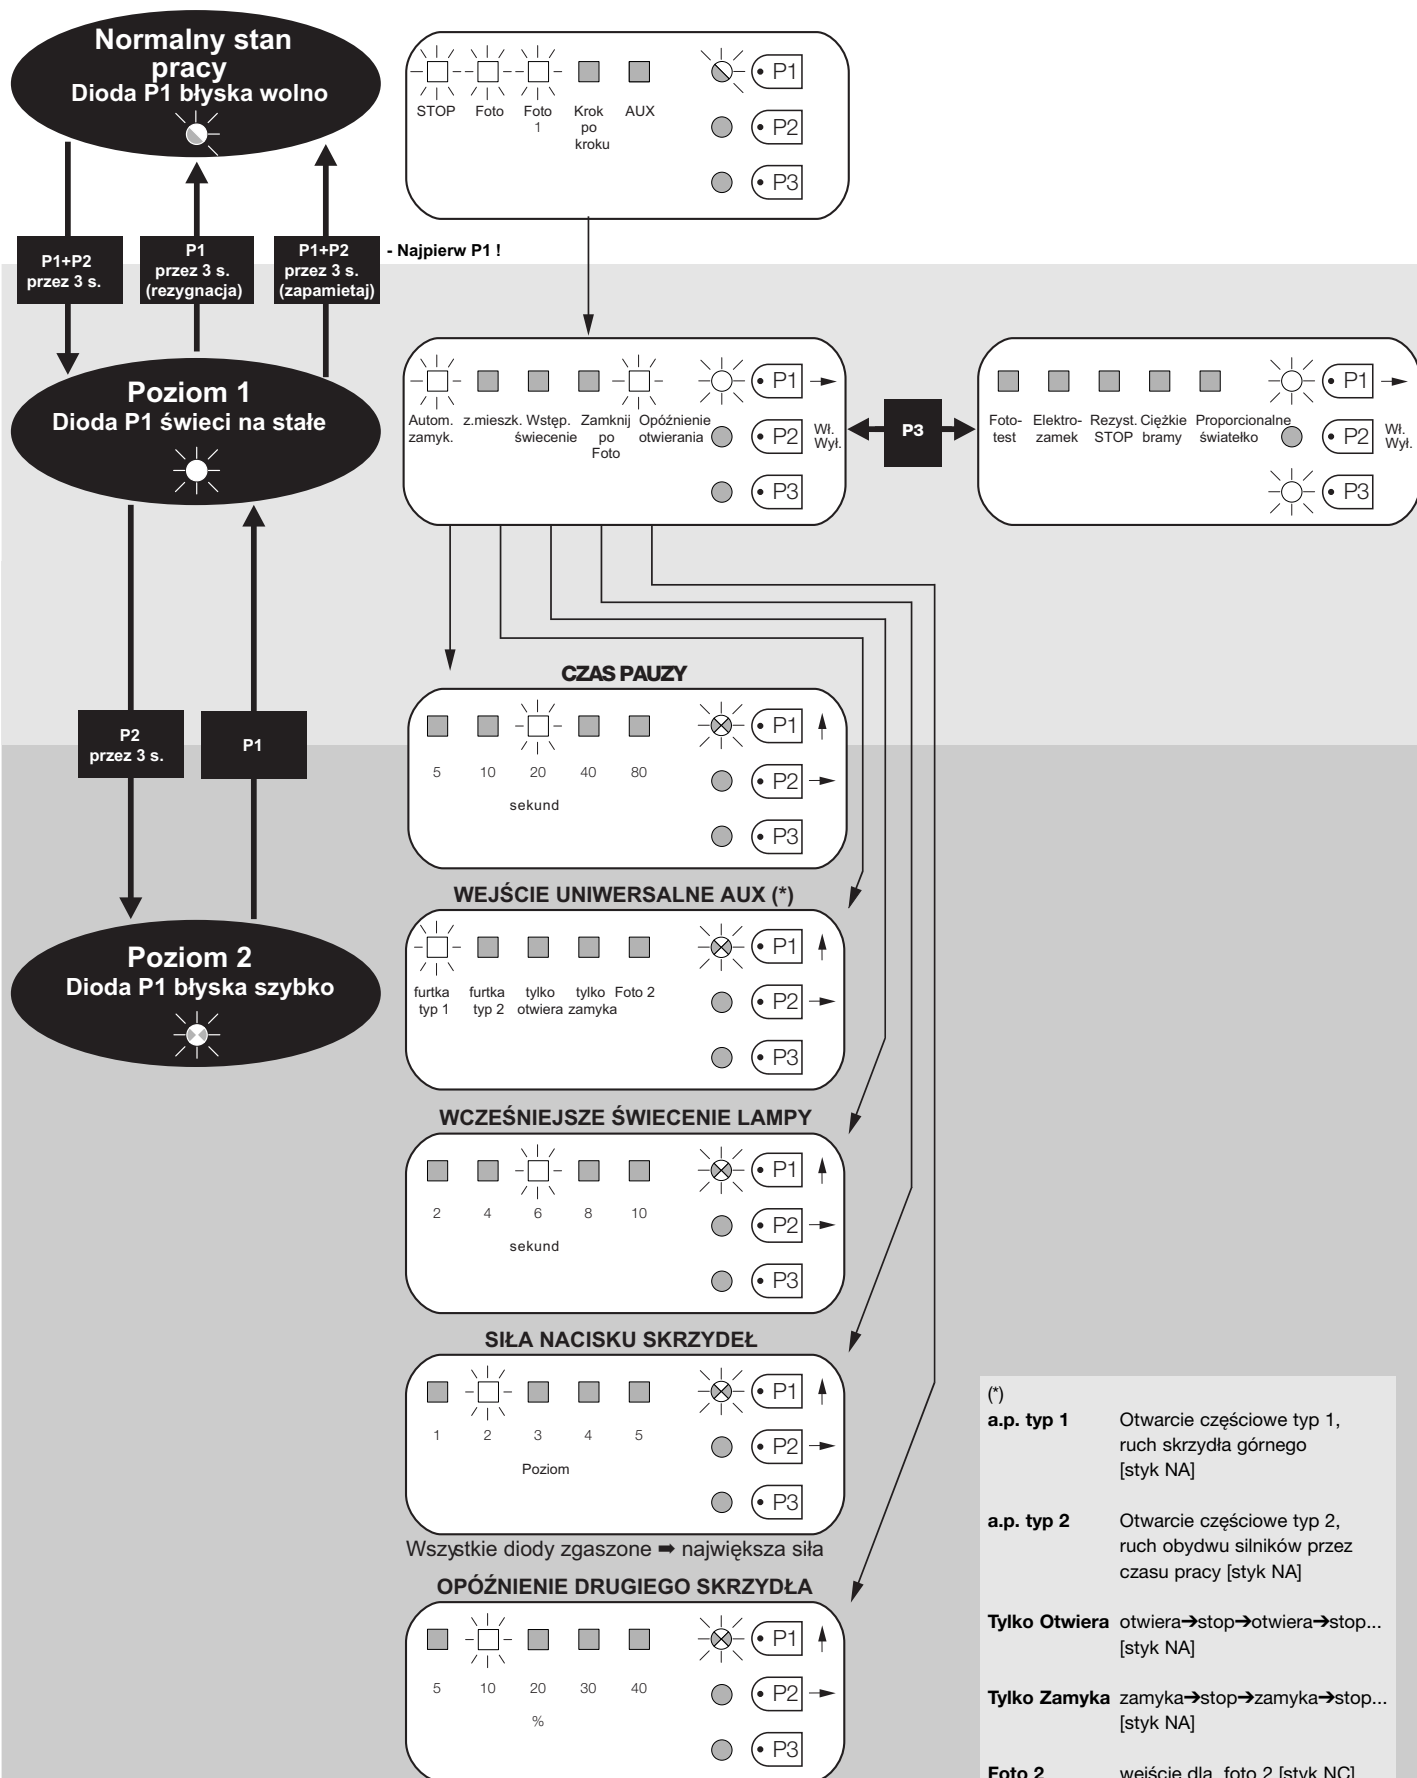 Normalny stan
pracy
Dioda P1 błyska wolno
STOP Foto Foto 1 Krok po kroku AUX
P1
P2
P3
P1+P2
przez 3 s.
P1
przez 3 s.
(rezygnacja)
P1+P2
przez 3 s.
(zapamietaj)
- Najpierw P1 !
Poziom 1
Dioda P1 świeci na stałe
Autom. zamyk. z.mieszk. Wstęp. świecenie Zamknij po Foto Opóźnienie otwierania
P1
P2 Wł. Wył.
P3
P3
Foto-test Elektro-zamek Rezyst. STOP Ciężkie bramy Proporcionalne światełko
P1
P2 Wł. Wył.
P3
P2
przez 3 s.
P1
Poziom 2
Dioda P1 błyska szybko
CZAS PAUZY
5 10 20 40 80
sekund
P1
P2
P3
WEJŚCIE UNIWERSALNE AUX (*)
furtka typ 1 furtka typ 2 tylko otwiera tylko zamyka Foto 2
P1
P2
P3
WCZEŚNIEJSZE ŚWIECENIE LAMPY
2 4 6 8 10
sekund
P1
P2
P3
SIŁA NACISKU SKRZYDEŁ
1 2 3 4 5
Poziom
P1
P2
P3
Wszystkie diody zgaszone ➡ największa siła
OPÓŹNIENIE DRUGIEGO SKRZYDŁA
5 10 20 30 40
%
P1
P2
P3
(*)
a.p. typ 1 Otwarcie częściowe typ 1,
ruch skrzydła górnego
[styk NA]
a.p. typ 2 Otwarcie częściowe typ 2,
ruch obydwu silników przez
czasu pracy [styk NA]
Tylko Otwiera otwiera➔stop➔otwiera➔stop...
[styk NA]
Tylko Zamyka zamyka➔stop➔zamyka➔stop...
[styk NA]
Foto 2 wejście dla foto 2 [styk NC]